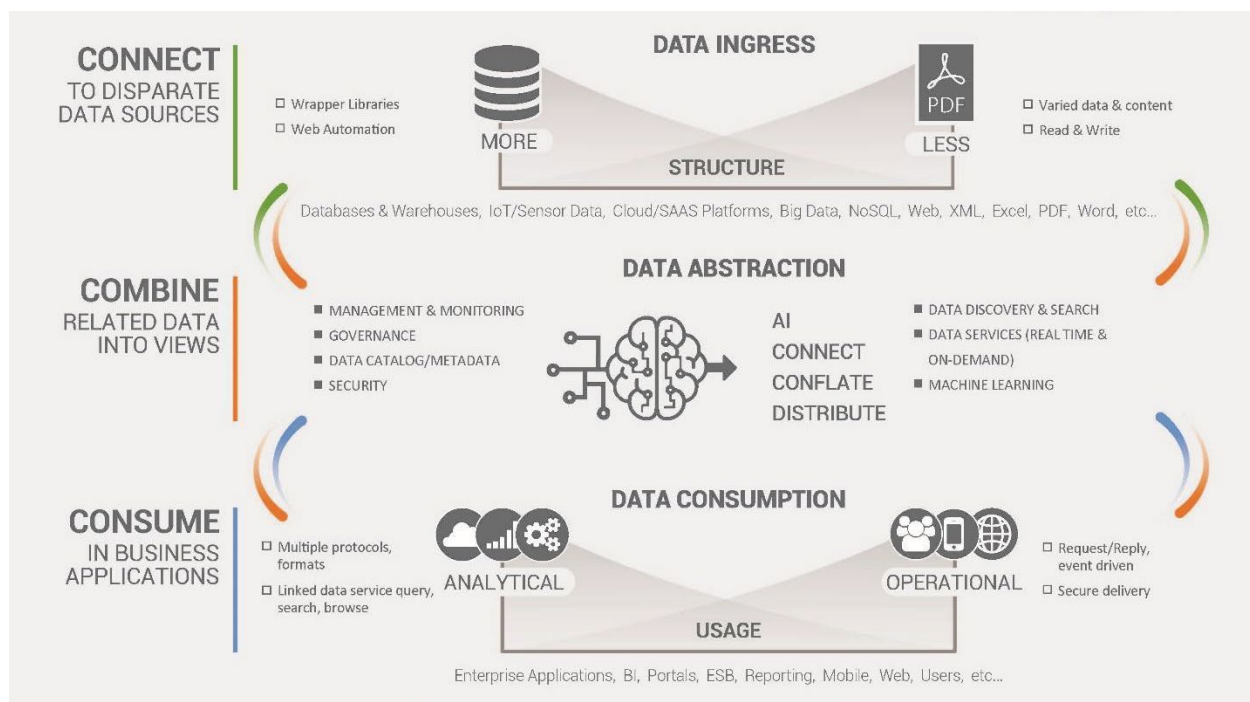 CONNECT
TO DISPARATE
DATA SOURCES
DATA INGRESS
Wrapper Libraries
Web Automation
MORE
PDF
LESS
STRUCTURE
Varied data & content
Read & Write
Databases & Warehouses, IoT/Sensor Data, Cloud/SAAS Platforms, Big Data, NoSQL, Web, XML, Excel, PDF, Word, etc...
COMBINE
RELATED DATA
INTO VIEWS
DATA ABSTRACTION
MANAGEMENT & MONITORING
GOVERNANCE
DATA CATALOG/METADATA
SECURITY
AI
CONNECT
CONFLATE
DISTRIBUTE
DATA DISCOVERY & SEARCH
DATA SERVICES (REAL TIME &
ON-DEMAND)
MACHINE LEARNING
CONSUME
IN BUSINESS
APPLICATIONS
DATA CONSUMPTION
Multiple protocols,
formats
Linked data service query,
search, browse
ANALYTICAL
OPERATIONAL
USAGE
Request/Reply,
event driven
Secure delivery
Enterprise Applications, BI, Portals, ESB, Reporting, Mobile, Web, Users, etc...